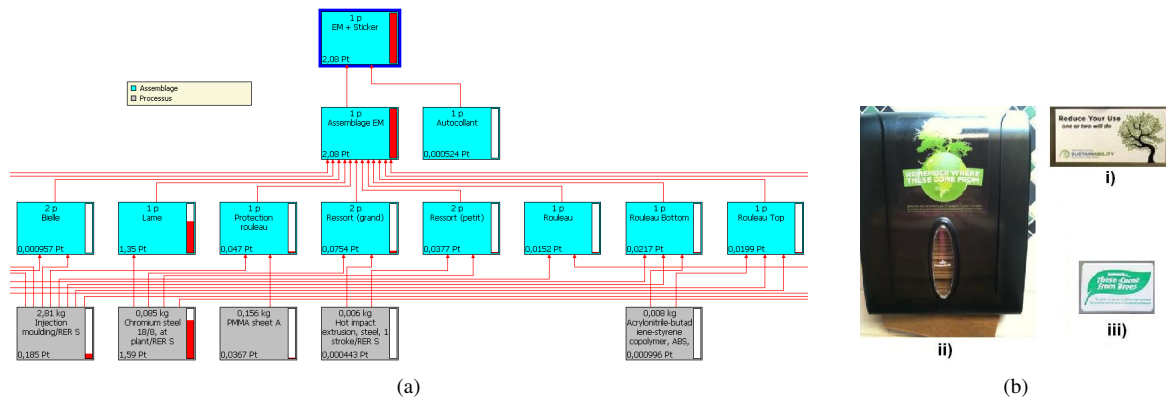 1 p
EM + Sticker
2,08 Pt
Assemblage
Processus
1 p
Assemblage EM
2,08 Pt
1 p
Autocollant
0,000524 Pt
2 p
Bielle
0,000957 Pt
1 p
Lame
1,35 Pt
1 p
Protection
rouleau
0,047 Pt
2 p
Ressort (grand)
0,0754 Pt
2 p
Ressort (petit)
0,0377 Pt
1 p
Rouleau
0,0152 Pt
1 p
Rouleau Bottom
0,0217 Pt
1 p
Rouleau Top
0,0199 Pt
2,81 kg
Injection
moulding/RER S
0,185 Pt
0,085 kg
Chromium steel
18/8, at
plant/RER S
1,59 Pt
0,156 kg
PMMA sheet A
0,0367 Pt
0,006 kg
Hot impact
extrusion, steel, 1
stroke/RER S
0,000443 Pt
0,008 kg
Acrylonitrile-butad
iene-styrene
copolymer, ABS,
0,000996 Pt
(a)
REMEMBER WHERE
THESE COME FROM
ii)
Reduce Your Use
one or two will do
SUSTAINABILITY
i)
These Come
From Trees
iii)
(b)